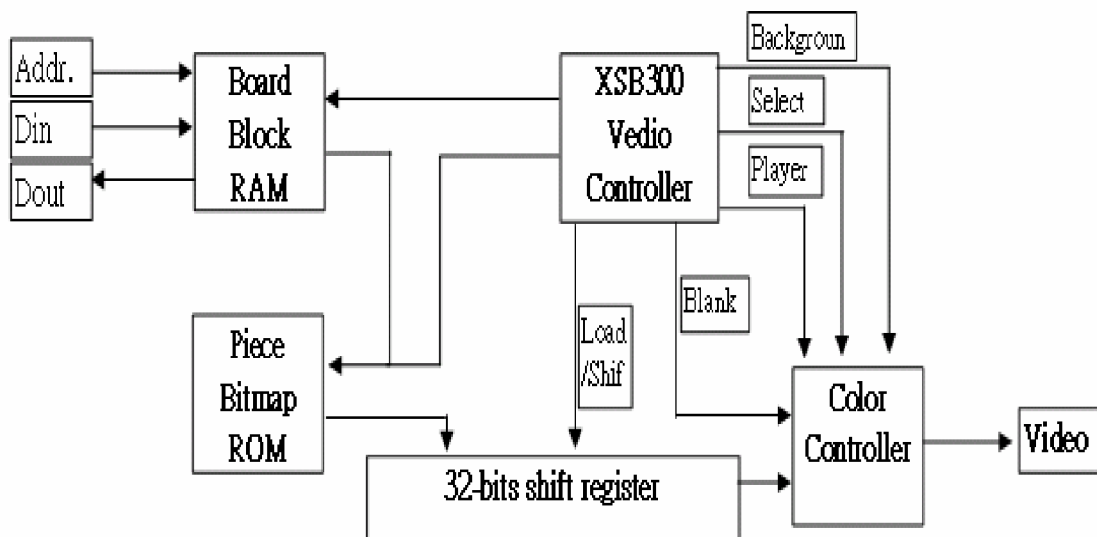 Addr.
Din
Dout
Board
Block
RAM
XSB300
Vedio
Controller
Backgroun
Select
Player
Piece
Bitmap
ROM
Load
/Shif
Blank
Color
Controller
Video
32-bits shift register